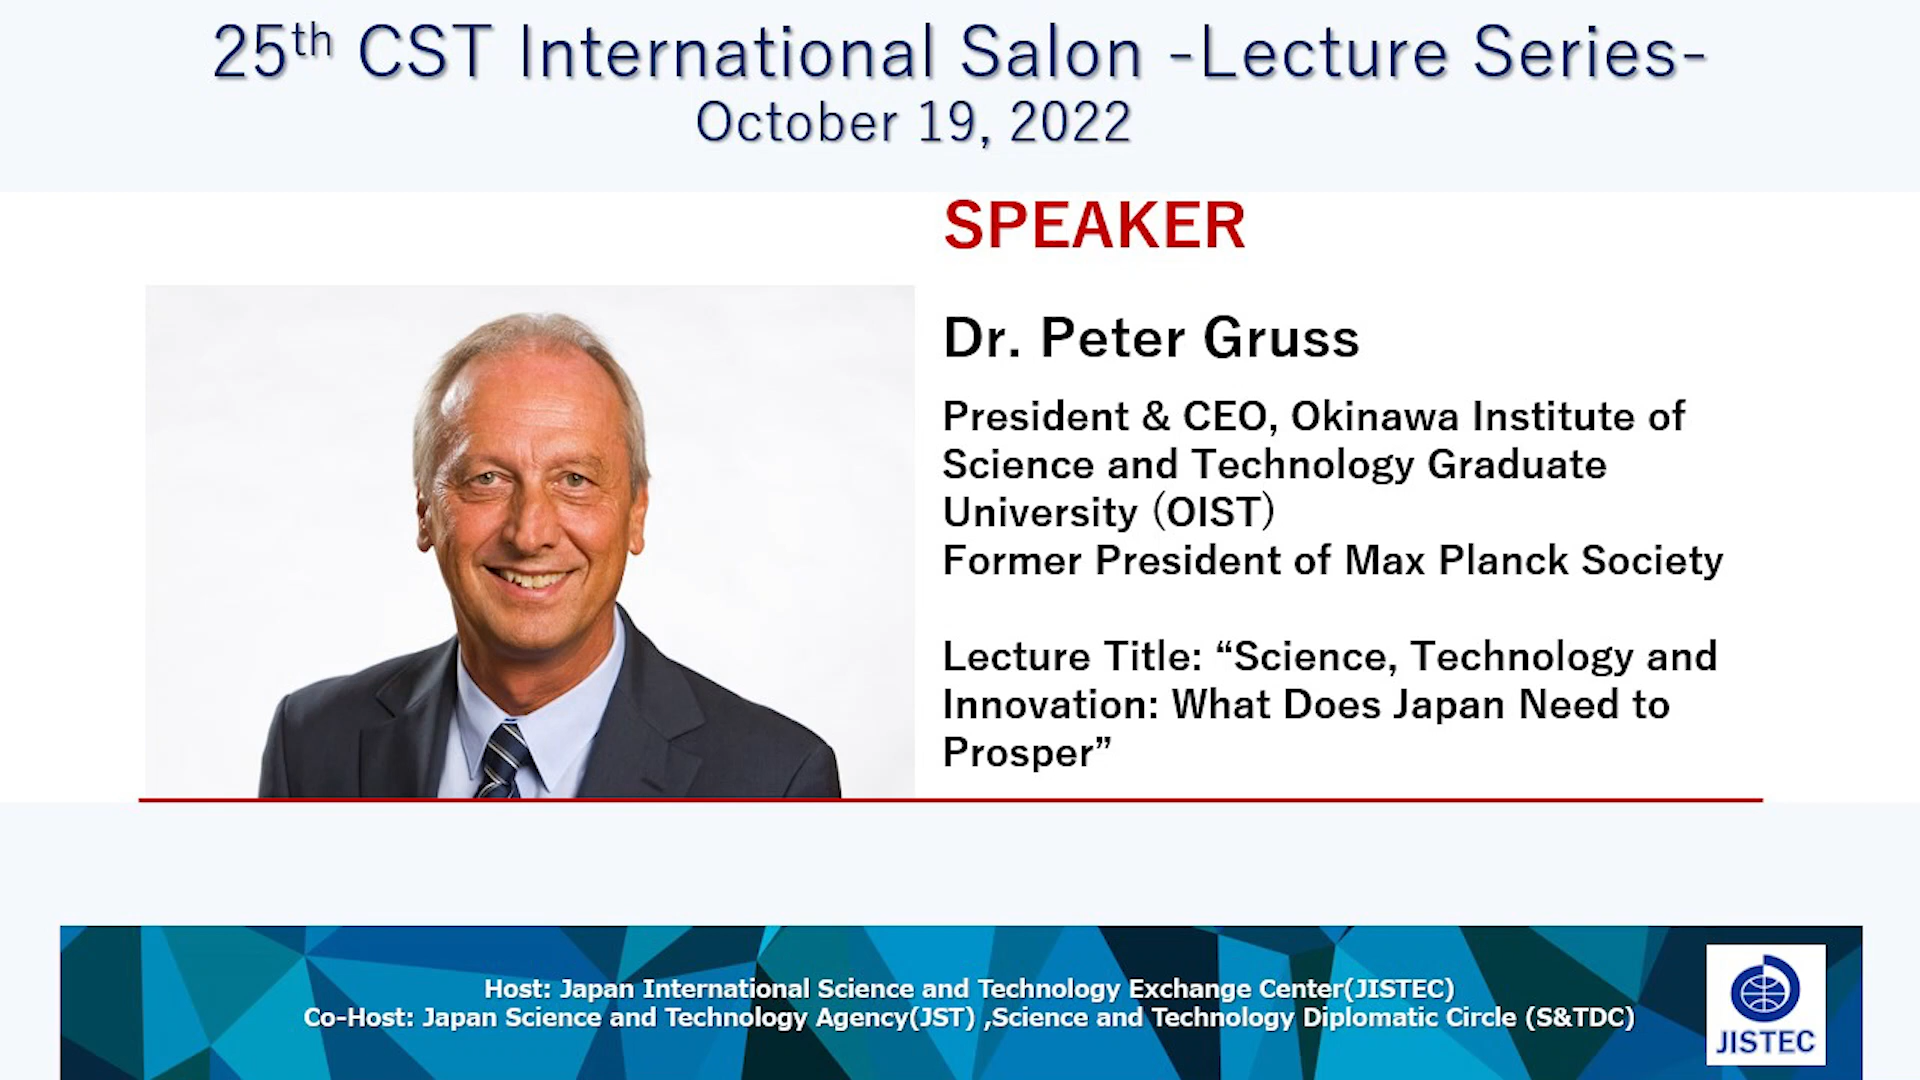 25th CST International Salon -Lecture Series-
October 19, 2022
SPEAKER
Dr. Peter Gruss
President & CEO, Okinawa Institute of
Science and Technology Graduate
University (OIST)
Former President of Max Planck Society
Lecture Title: “Science, Technology and
Innovation: What Does Japan Need to
Prosper”
Host: Japan International Science and Technology Exchange Center(JISTEC)
Co-Host: Japan Science and Technology Agency(JST) ,Science and Technology Diplomatic Circle (S&TDC)
JISTEC